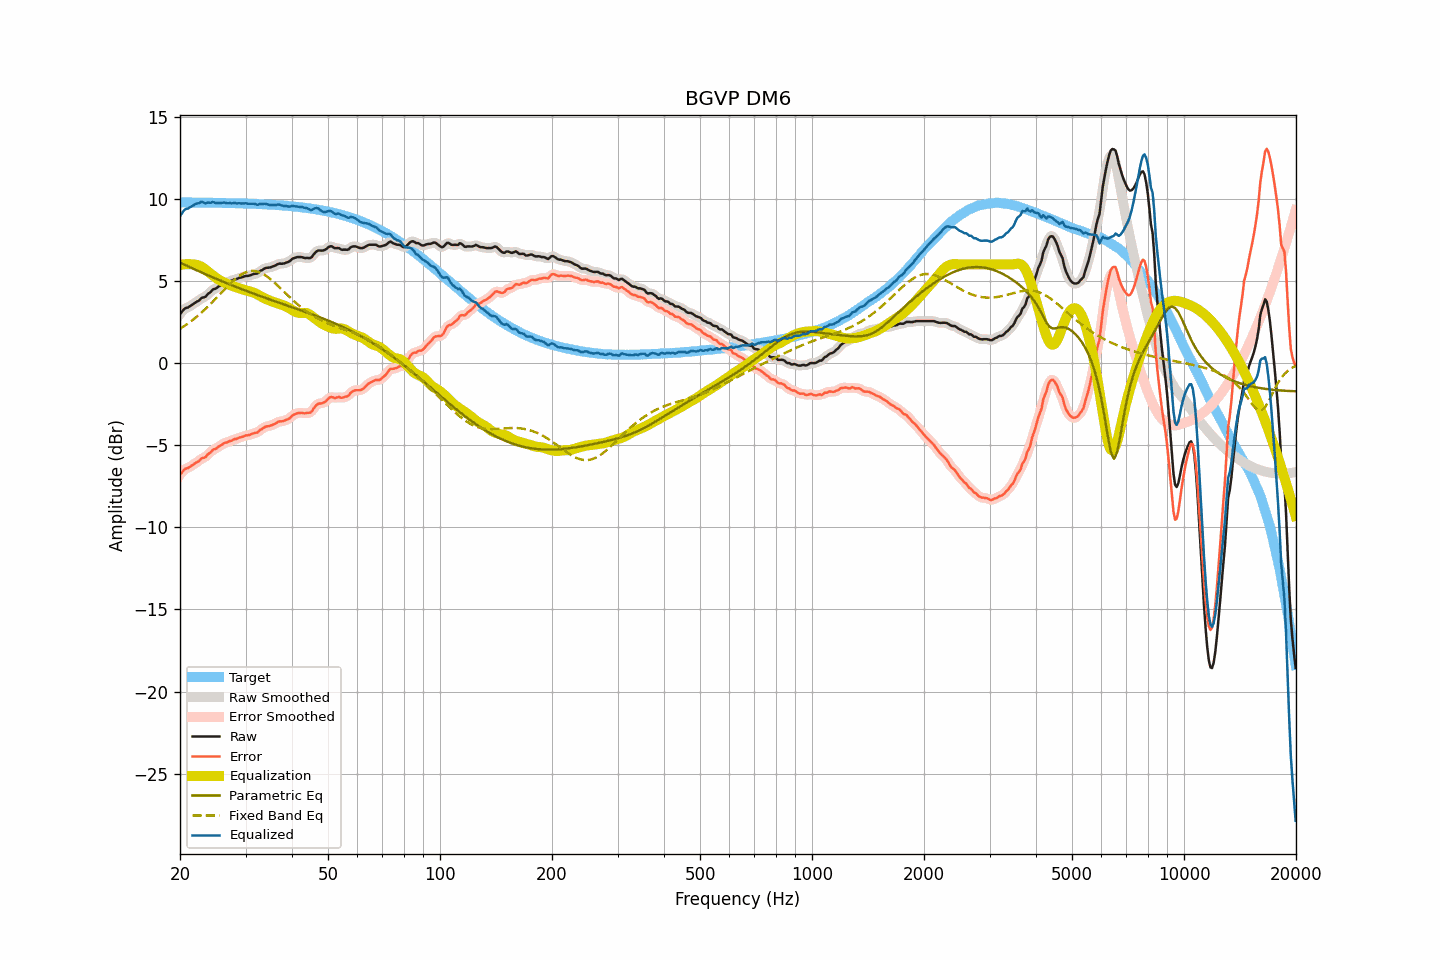 BGVP DM6
15
10
5
0
−5
−10
−15
−20
−25
Amplitude (dBr)
Target
Raw Smoothed
Error Smoothed
Raw
Error
Equalization
Parametric Eq
Fixed Band Eq
Equalized
20 50 100 200 500 1000 2000 5000 10000 20000
Frequency (Hz)